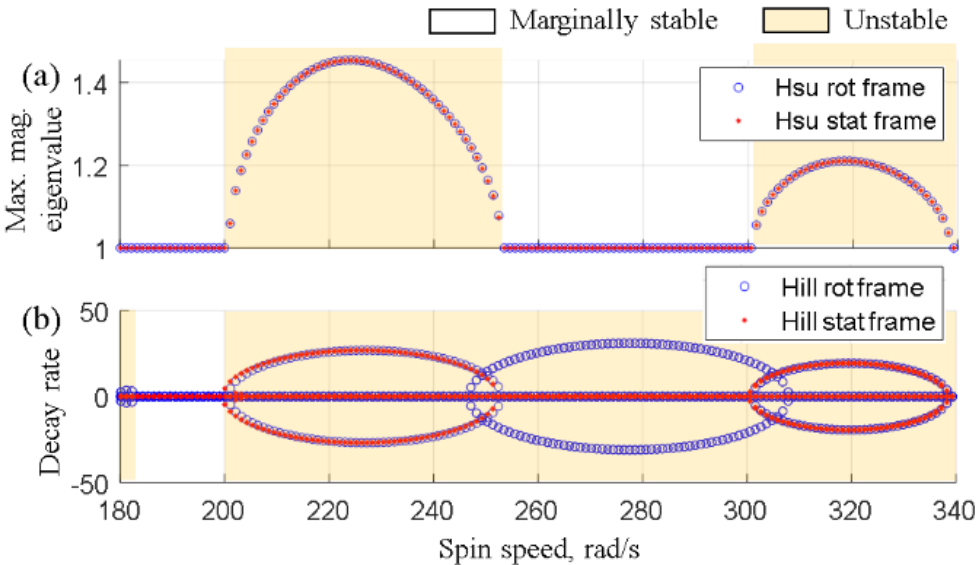 Marginally stable
Unstable
(a)
Max. mag.
eigenvalue
1.4
1.2
1
Hsu rot frame
Hsu stat frame
(b)
Decay rate
50
0
-50
Hill rot frame
Hill stat frame
180
200
220
240
260
280
300
320
340
Spin speed, rad/s